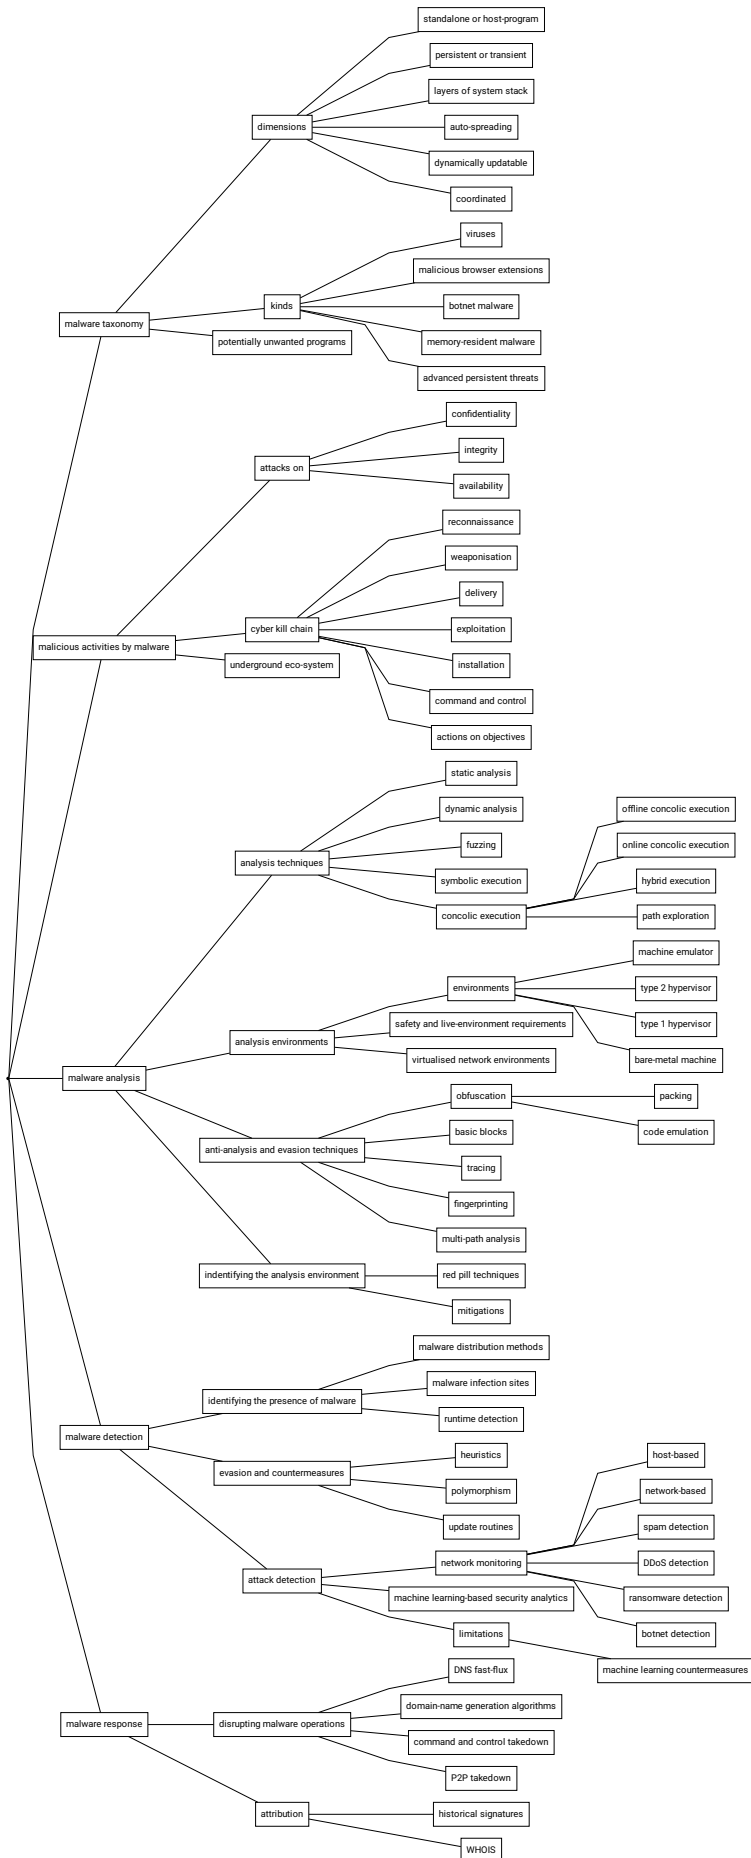 standalone or host-program
persistent or transient
layers of system stack
dimensions
auto-spreading
dynamically updatable
coordinated
viruses
malicious browser extensions
kinds
botnet malware
malware taxonomy
potentially unwanted programs
memory-resident malware
advanced persistent threats
confidentiality
integrity
attacks on
availability
reconnaissance
weaponisation
delivery
cyber kill chain
exploitation
malicious activities by malware
underground eco-system
installation
command and control
actions on objectives
static analysis
dynamic analysis
offline concolic execution
fuzzing
online concolic execution
analysis techniques
symbolic execution
hybrid execution
concolic execution
path exploration
machine emulator
environments
type 2 hypervisor
safety and live-environment requirements
type 1 hypervisor
analysis environments
virtualised network environments
bare-metal machine
malware analysis
obfuscation
packing
basic blocks
code emulation
anti-analysis and evasion techniques
tracing
fingerprinting
multi-path analysis
indentifying the analysis environment
red pill techniques
mitigations
malware distribution methods
malware infection sites
identifying the presence of malware
runtime detection
malware detection
heuristics
host-based
evasion and countermeasures
polymorphism
network-based
update routines
spam detection
network monitoring
DDoS detection
attack detection
machine learning-based security analytics
ransomware detection
limitations
botnet detection
machine learning countermeasures
DNS fast-flux
domain-name generation algorithms
malware response
disrupting malware operations
command and control takedown
P2P takedown
attribution
historical signatures
WHOIS